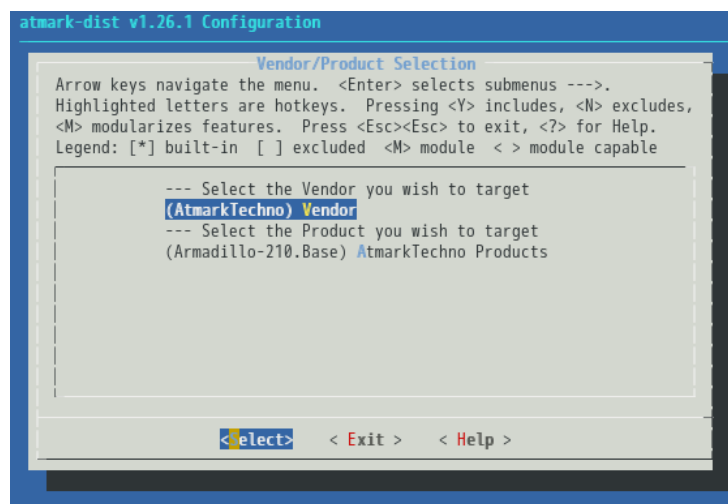 atmark-dist v1.26.1 Configuration
Vendor/Product Selection
Arrow keys navigate the menu.  <Enter> selects submenus --->.
Highlighted letters are hotkeys.  Pressing <Y> includes, <N> excludes,
<M> modularizes features.  Press <Esc><Esc> to exit, <?> for Help.
Legend: [*] built-in  [ ] excluded  <M> module  < > module capable
--- Select the Vendor you wish to target
(AtmarkTechno) Vendor
--- Select the Product you wish to target
(Armadillo-210.Base) AtmarkTechno Products
<Select>    < Exit >    < Help >